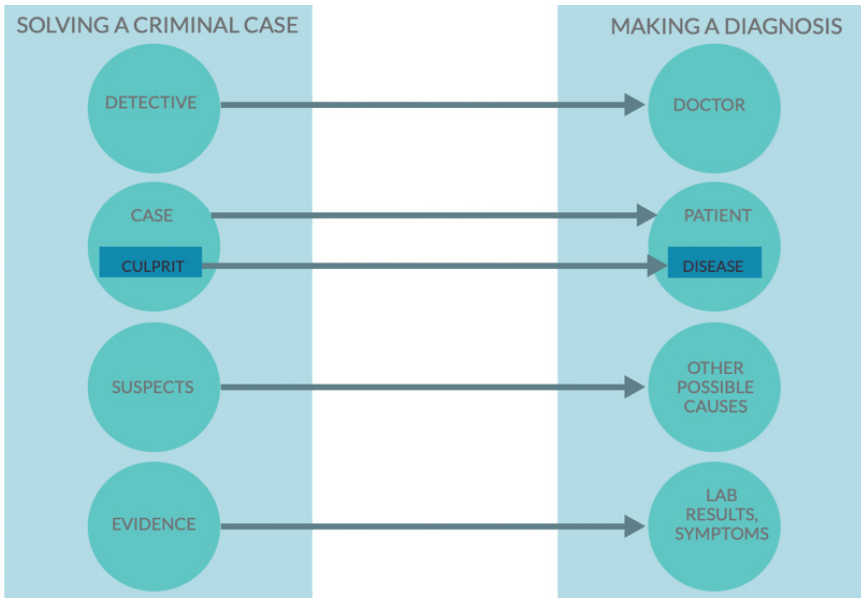 SOLVING A CRIMINAL CASE
MAKING A DIAGNOSIS
DETECTIVE
DOCTOR
CASE
PATIENT
CULPRIT
DISEASE
SUSPECTS
OTHER
POSSIBLE
CAUSES
EVIDENCE
LAB
RESULTS,
SYMPTOMS